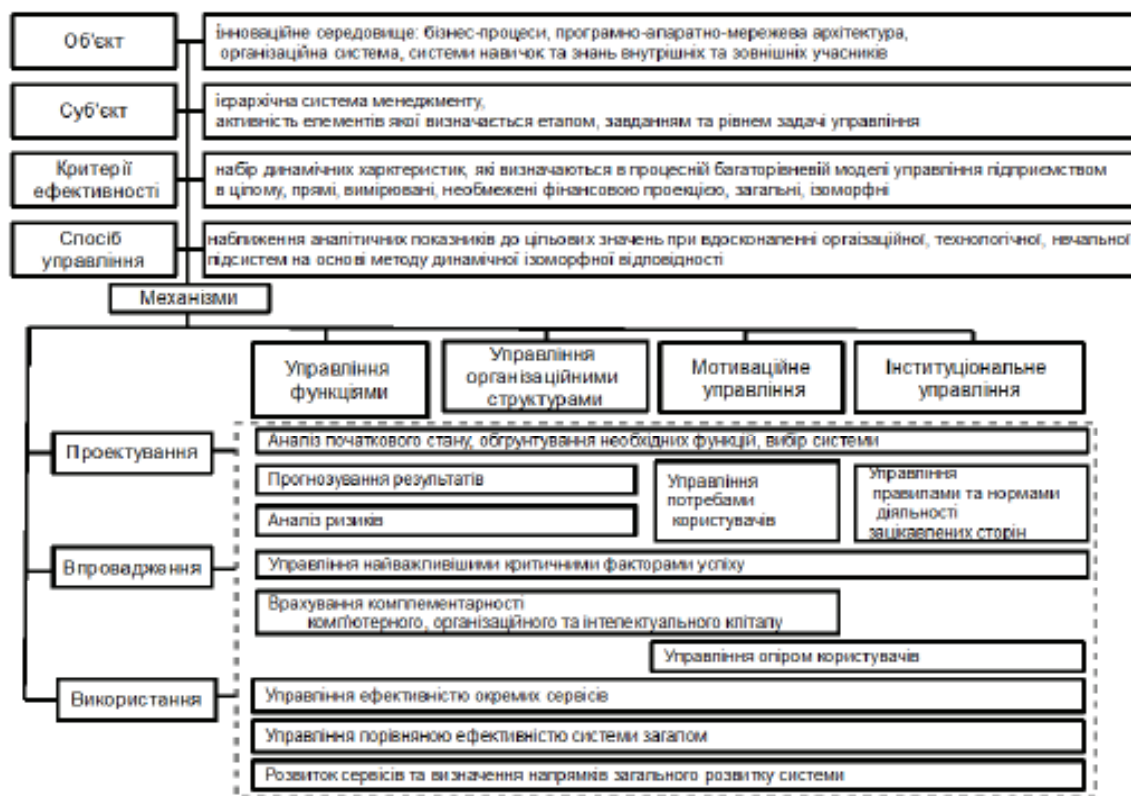 Об'єкт
інноваційне середовище: бізнес-процеси, програмно-апаратно-мережева архітектура,
організаційна система, системи навичок та знань внутрішніх та зовнішніх учасників
Суб'єкт
ієрархічна система менеджменту,
активність елементів якої визначається етапом, завданням та рівнем задачі управління
Критерії
ефективності
набір динамічних харктеристик, які визначаються в процесній багаторівневій моделі управління підприємством
в цілому, прямі, вимірювані, необмежені фінансовою проекцією, загальні, ізоморфні
Спосіб
управління
наближення аналітичних показників до цільових значень при вдосконаленні оргаізаційної, технологічної, нвчальної
підсистем на основі методу динамічної ізоморфної відповідності
Механізми
Управління
функціями
Управління
організаційними
структурами
Мотиваційне
управління
Інституціональне
управління
Проектування
Аналіз початкового стану, обґрунтування необхідних функцій, вибір системи
Прогнозування результатів
Аналіз ризиків
Управління
потребами
користувачів
Управління
правилами та нормами
діяльності
зацікавлених сторін
Впровадження
Управління найважливішими критичними факторами успіху
Врахування комплементарності
комп'ютерного, організаційного та інтелектуального кпіталу
Управління опіром користувачів
Використання
Управління ефективністю окремих сервісів
Управління порівняною ефективністю системи загалом
Розвиток сервісів та визначення напрямків загального розвитку системи